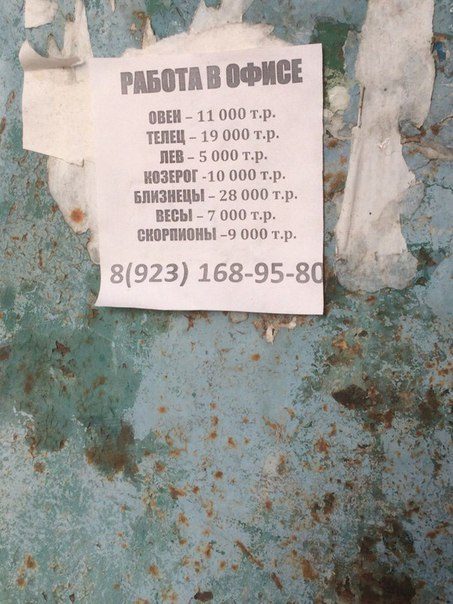 РАБОТА В ОФИСЕ
ОВЕН – 11 000 т.р.
ТЕЛЕЦ – 19 000 т.р.
ЛЕВ – 5 000 т.р.
КОЗЕРОГ -10 000 т.р.
БЛИЗНЕЦЫ – 28 000 т.р.
ВЕСЫ – 7 000 т.р.
СКОРПИОНЫ –9 000 т.р.
8(923) 168-95-80